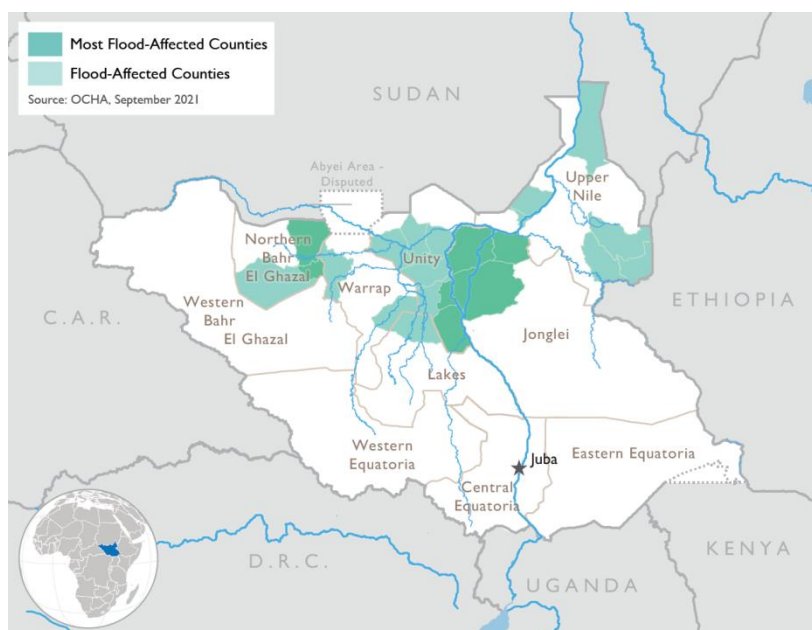 Most Flood-Affected Counties
Flood-Affected Counties
Source: OCHA, September 2021
SUDAN
Abyei Area -
Disputed
Upper
Nile
Northern
Bahr
El Ghazal
Unity
Warrap
Western
Bahr
El Ghazal
C.A.R.
ETHIOPIA
Jonglei
Lakes
Western
Equatoria
Juba
Eastern Equatoria
Central
Equatoria
D.R.C.
KENYA
UGANDA